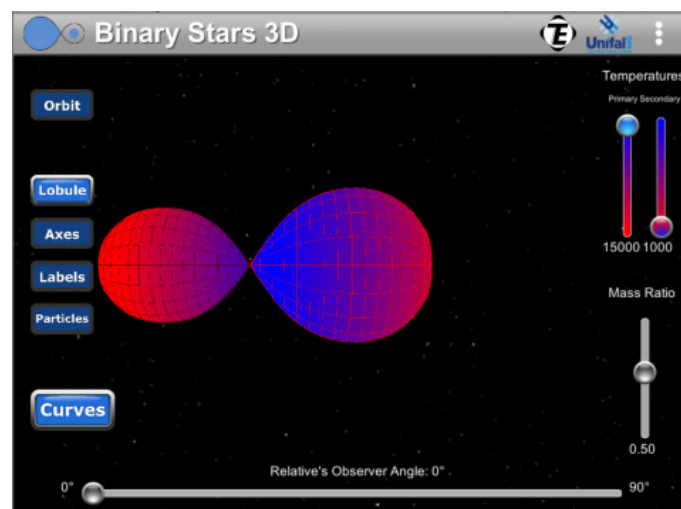 Binary Stars 3D
Unifal
Temperatures
Primary Secondary
Orbit
Lobule
Axes
Labels
Particles
15000 1000
Mass Ratio
Curves
0.50
Relative's Observer Angle: 0°
0°
90°